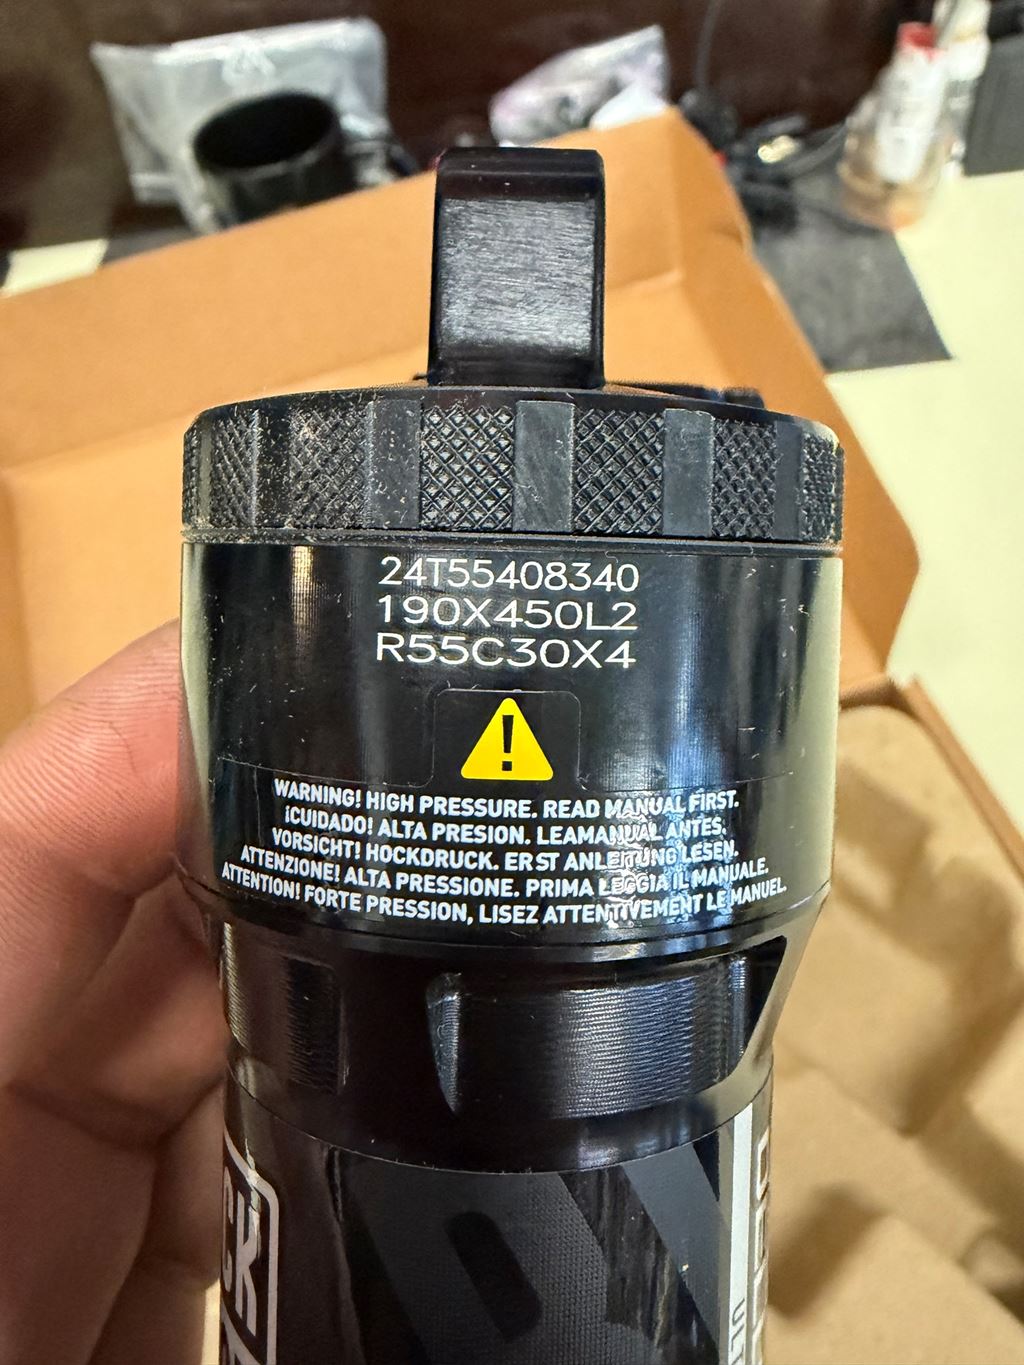 24T55408340
190X450L2
R55C30X4
WARNING! HIGH PRESSURE. READ MANUAL FIRST.
¡CUIDADO! ALTA PRESION. LEAMANUAL ANTES.
VORSICHT! HOCKDRUCK. ERST ANLEITUNG LESEN.
ATTENZIONE! ALTA PRESSIONE. PRIMA LEGGIA IL MANUALE.
ATTENTION! FORTE PRESSION, LISEZ ATTENTIVEMENT LE MANUEL.
CK